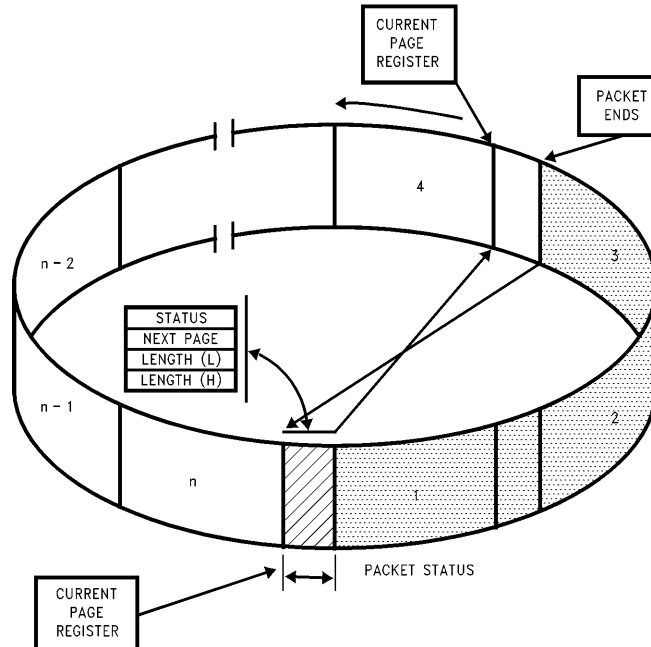 CURRENT
PAGE
REGISTER
PACKET
ENDS
4
n-2
3
STATUS
NEXT PAGE
LENGTH (L)
LENGTH (H)
n-1
2
n
1
PACKET STATUS
CURRENT
PAGE
REGISTER